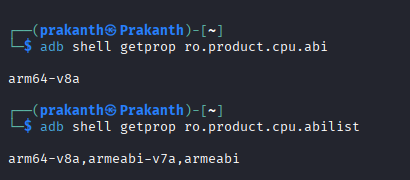 ┌──(prakanth㉿Prakanth)-[~]
└─$ adb shell getprop ro.product.cpu.abi
arm64-v8a
┌──(prakanth㉿Prakanth)-[~]
└─$ adb shell getprop ro.product.cpu.abilist
arm64-v8a,armeabi-v7a,armeabi